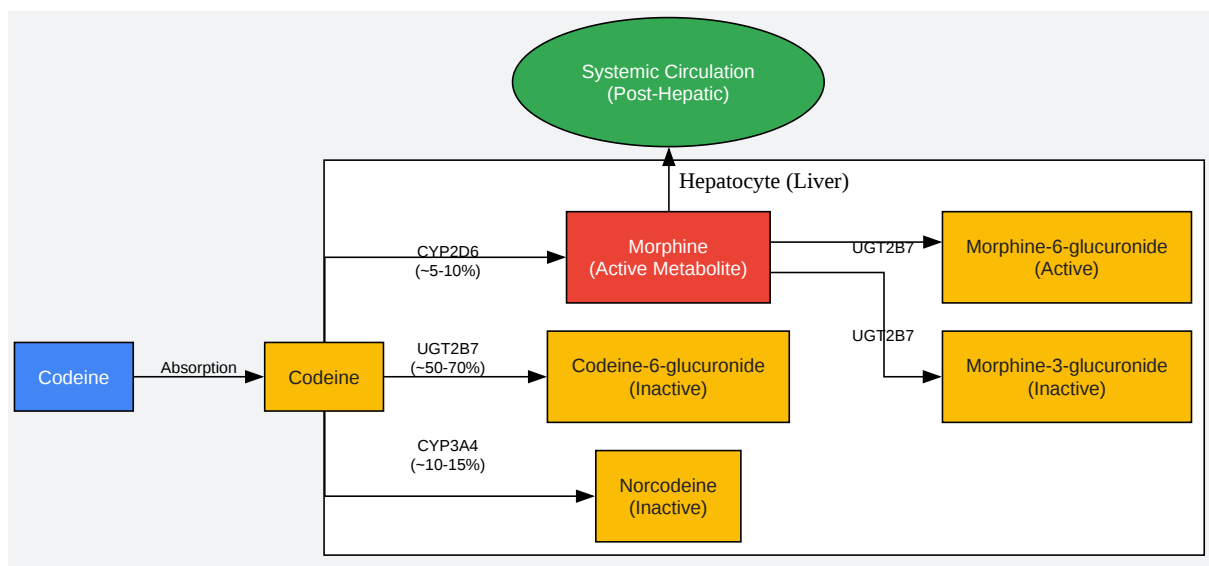 Systemic Circulation
(Post-Hepatic)
Hepatocyte (Liver)
CYP2D6
(~5-10%)
Morphine
(Active Metabolite)
UGT2B7
Morphine-6-glucuronide
(Active)
UGT2B7
Codeine
Absorption
Codeine
UGT2B7
(~50-70%)
Codeine-6-glucuronide
(Inactive)
Morphine-3-glucuronide
(Inactive)
CYP3A4
(~10-15%)
Norcodeine
(Inactive)